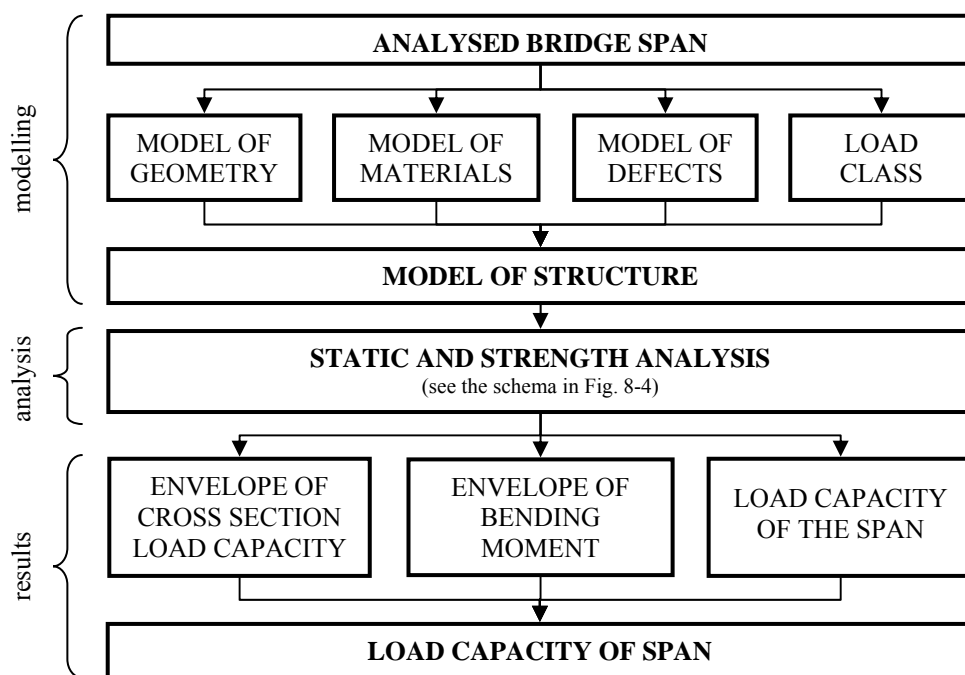 ANALYSED BRIDGE SPAN
modelling
MODEL OF
GEOMETRY
MODEL OF
MATERIALS
MODEL OF
DEFECTS
LOAD
CLASS
MODEL OF STRUCTURE
analysis
STATIC AND STRENGTH ANALYSIS
(see the schema in Fig. 8-4)
results
ENVELOPE OF
CROSS SECTION
LOAD CAPACITY
ENVELOPE OF
BENDING
MOMENT
LOAD CAPACITY
OF THE SPAN
LOAD CAPACITY OF SPAN